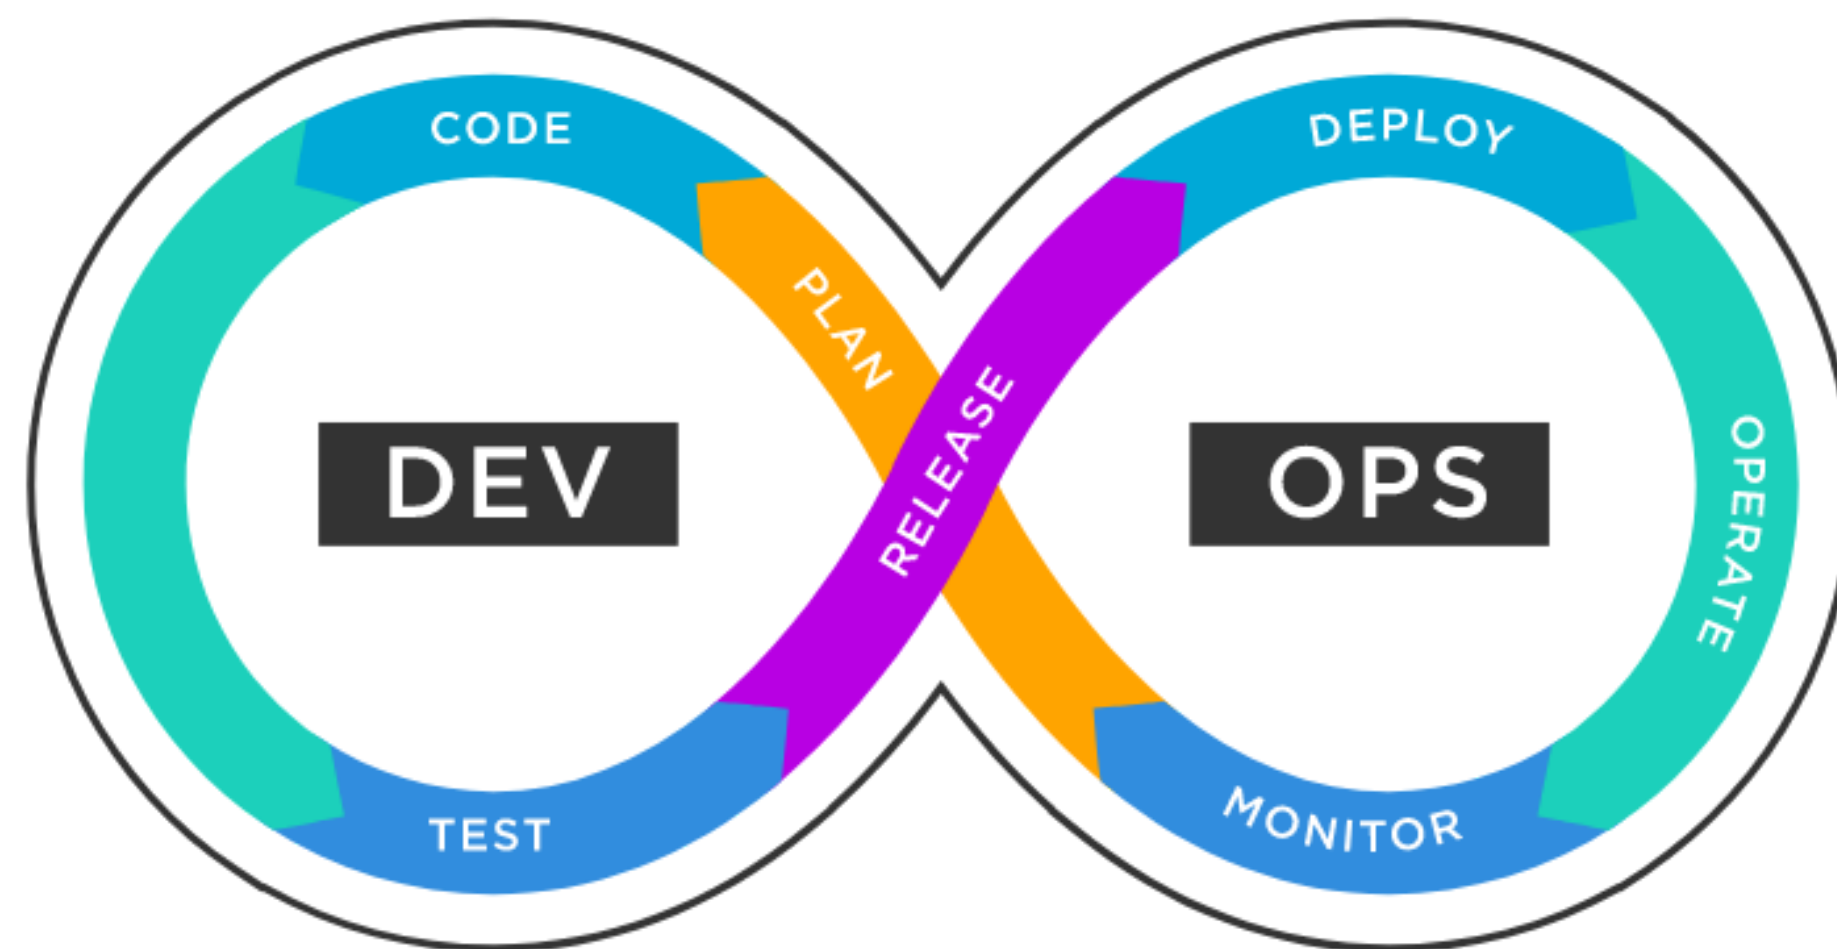 CODE
DEPLOY
PLAN
RELEASE
DEV
OPS
OPERATE
TEST
MONITOR